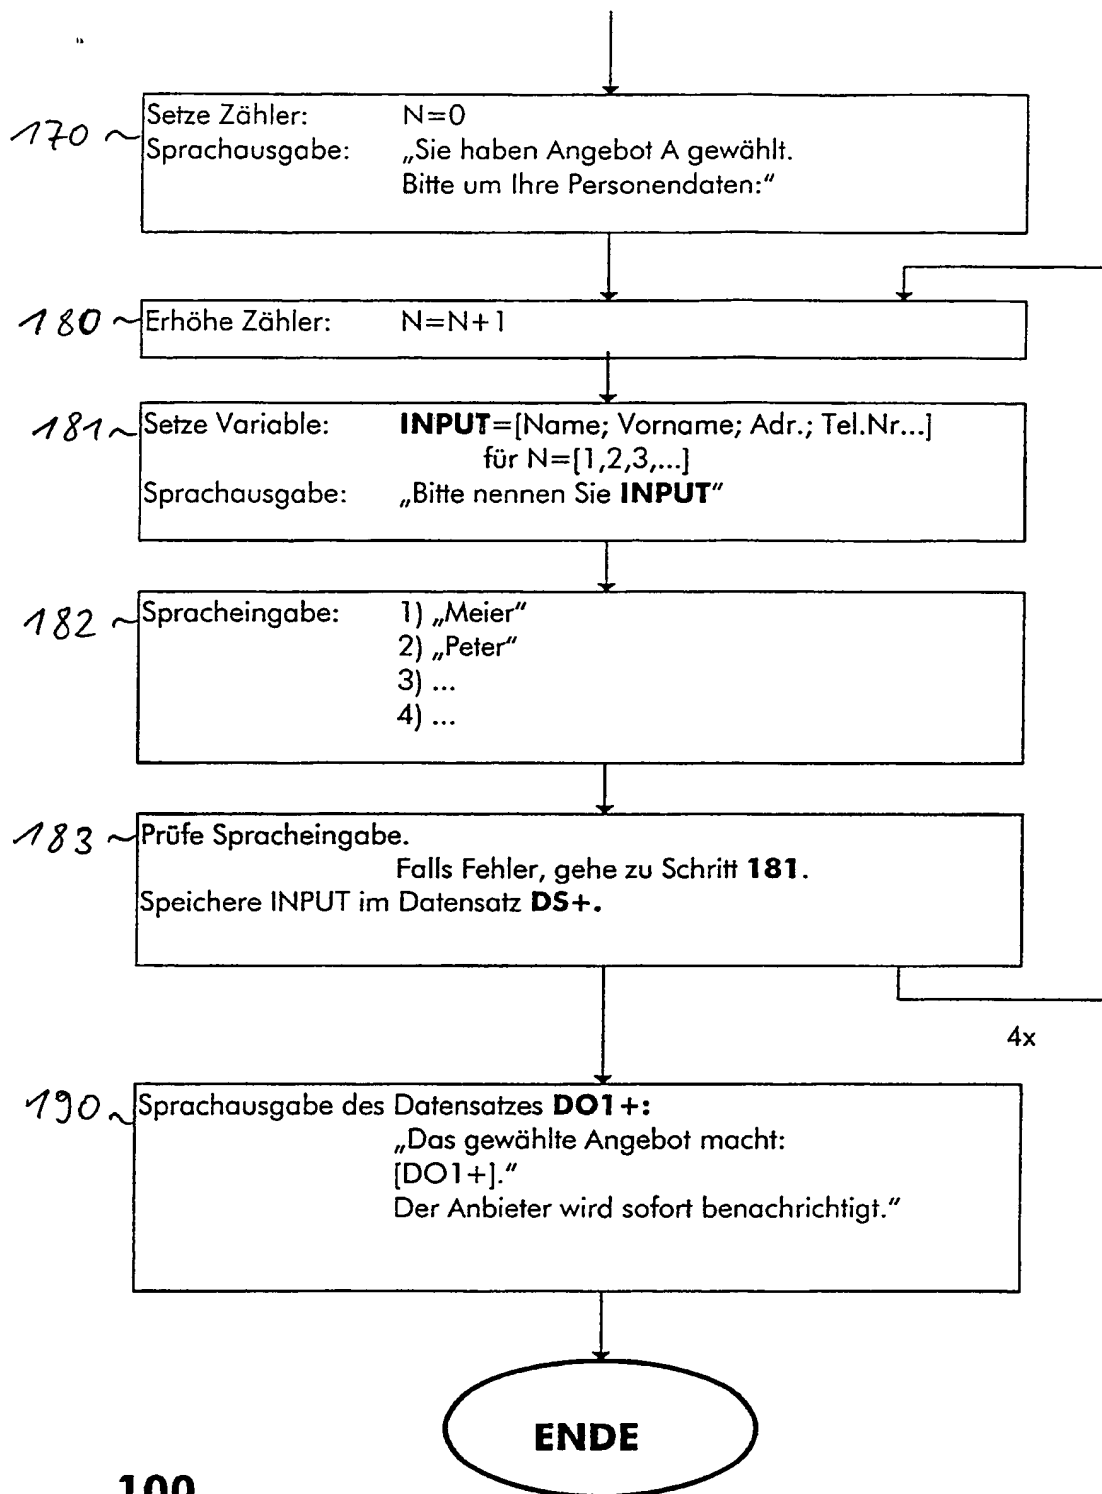 170 Setze Zähler: N=0
Sprachausgabe: „Sie haben Angebot A gewählt.
Bitte um Ihre Personendaten:“
180 Erhöhe Zähler: N=N+1
181 Setze Variable: INPUT=[Name; Vorname; Adr.; Tel.Nr...]
für N=[1,2,3,...]
Sprachausgabe: „Bitte nennen Sie INPUT“
182 Spracheingabe: 1) „Meier“
2) „Peter“
3) ...
4) ...
183 Prüfe Spracheingabe.
Falls Fehler, gehe zu Schritt 181.
Speichere INPUT im Datensatz DS+.
4x
190 Sprachausgabe des Datensatzes DO1+:
„Das gewählte Angebot macht:
[DO1+].“
Der Anbieter wird sofort benachrichtigt.“
ENDE
100